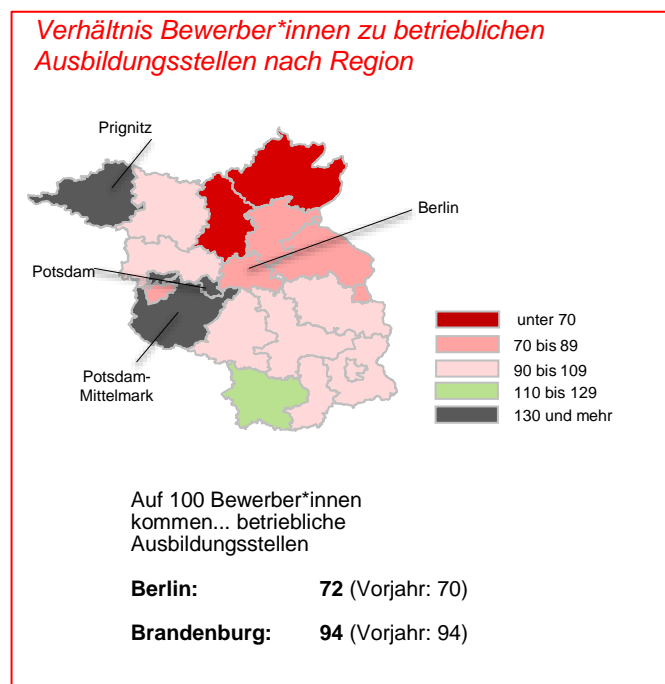 Verhältnis Bewerber*innen zu betrieblichen
Ausbildungsstellen nach Region
Prignitz
Berlin
Potsdam
Potsdam-
Mittelmark
unter 70
70 bis 89
90 bis 109
110 bis 129
130 und mehr
Auf 100 Bewerber*innen
kommen... betriebliche
Ausbildungsstellen
Berlin: 72 (Vorjahr: 70)
Brandenburg: 94 (Vorjahr: 94)